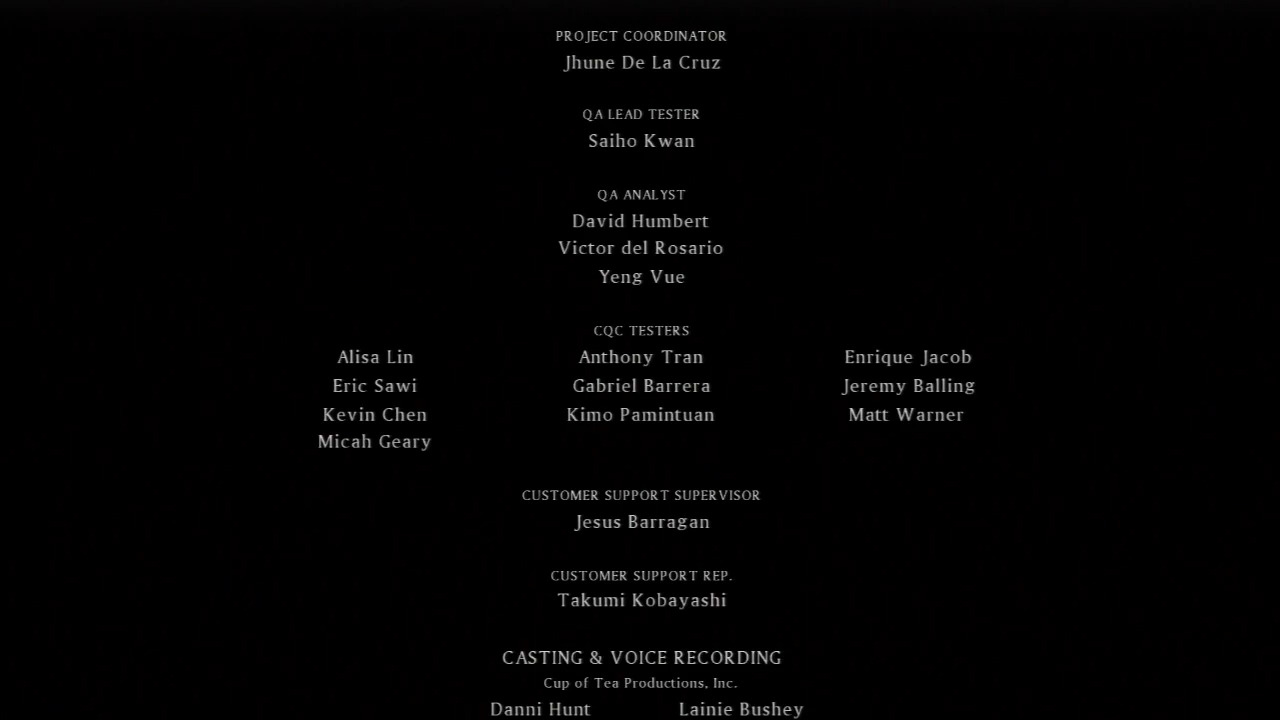 PROJECT COORDINATOR
Jhune De La Cruz
QA LEAD TESTER
Saiho Kwan
QA ANALYST
David Humbert
Victor del Rosario
Yeng Vue
CQC TESTERS
Alisa Lin Anthony Tran Enrique Jacob
Eric Sawi Gabriel Barrera Jeremy Balling
Kevin Chen Kimo Pamintuan Matt Warner
Micah Geary
CUSTOMER SUPPORT SUPERVISOR
Jesus Barragan
CUSTOMER SUPPORT REP.
Takumi Kobayashi
CASTING & VOICE RECORDING
Cup of Tea Productions, Inc.
Danni Hunt Lainie Bushey